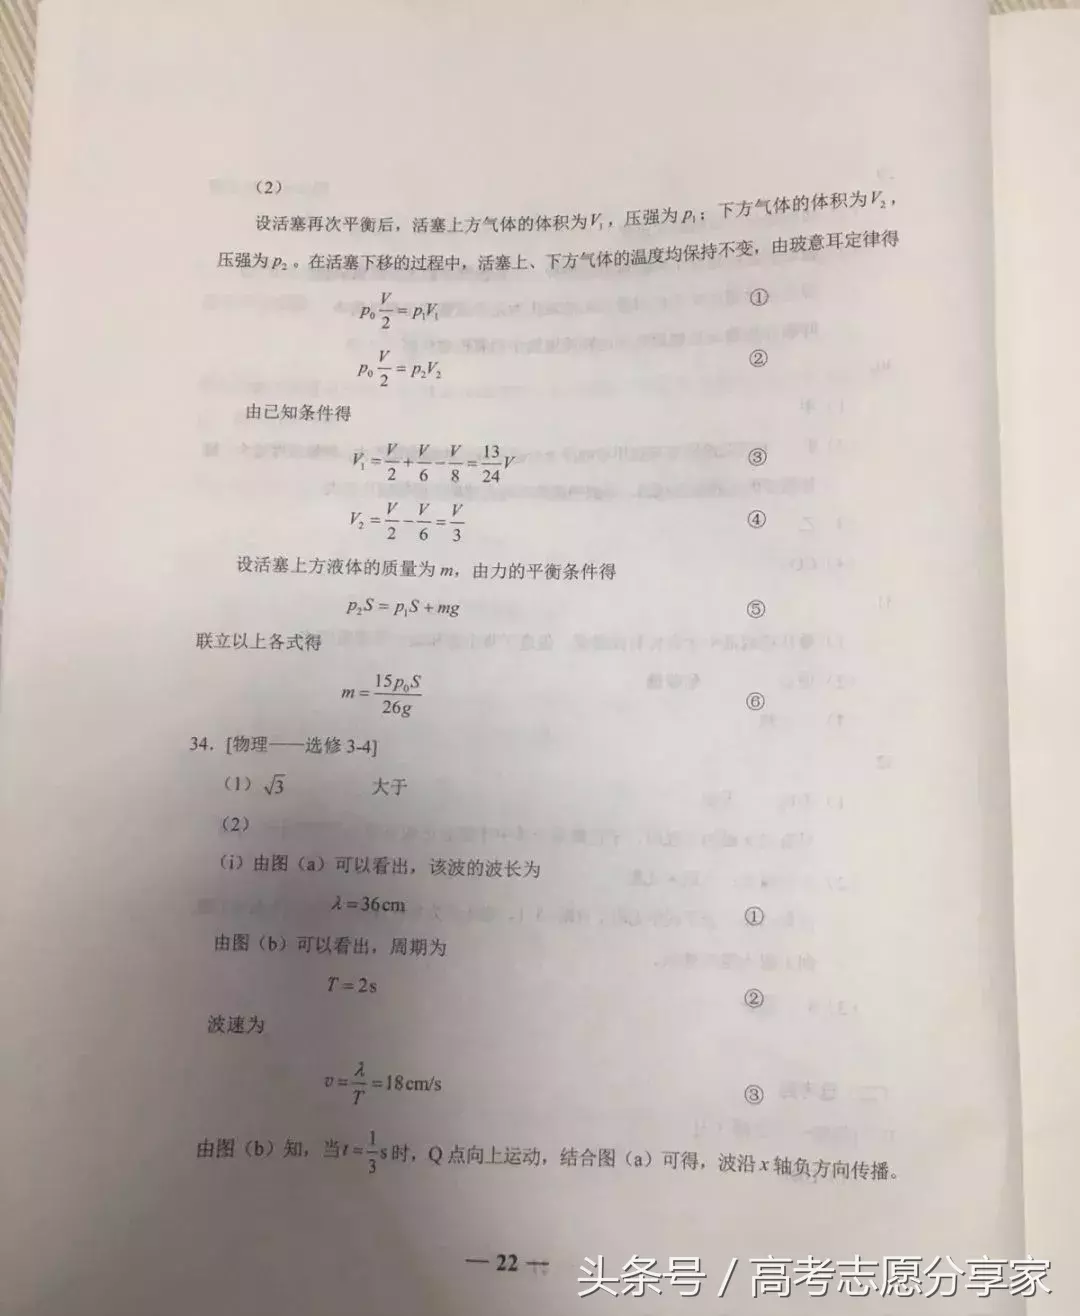 （2）
设活塞再次平衡后，活塞上方气体的体积为V₁，压强为p₁；下方气体的体积为V₂，
压强为p₂。在活塞下移的过程中，活塞上、下方气体的温度均保持不变，由玻意耳定律得
p₀ V/2 = p₁V₁ ①
p₀ V/2 = p₂V₂ ②
由已知条件得
V₁ = V/2 + V/6 − V/8 = 13/24 V ③
V₂ = V/2 − V/6 = V/3 ④
设活塞上方液体的质量为 m，由力的平衡条件得
p₂S = p₁S + mg ⑤
联立以上各式得
m = 15p₀S/26g ⑥
34．[物理——选修 3-4]
（1）√3 大于
（2）
（i）由图（a）可以看出，该波的波长为
λ = 36cm ①
由图（b）可以看出，周期为
T = 2s ②
波速为
v = λ/T = 18cm/s ③
由图（b）知，当 t = 1/3 s 时，Q 点向上运动，结合图（a）可得，波沿 x 轴负方向传播。
— 22 —
头条号 / 高考志愿分享家